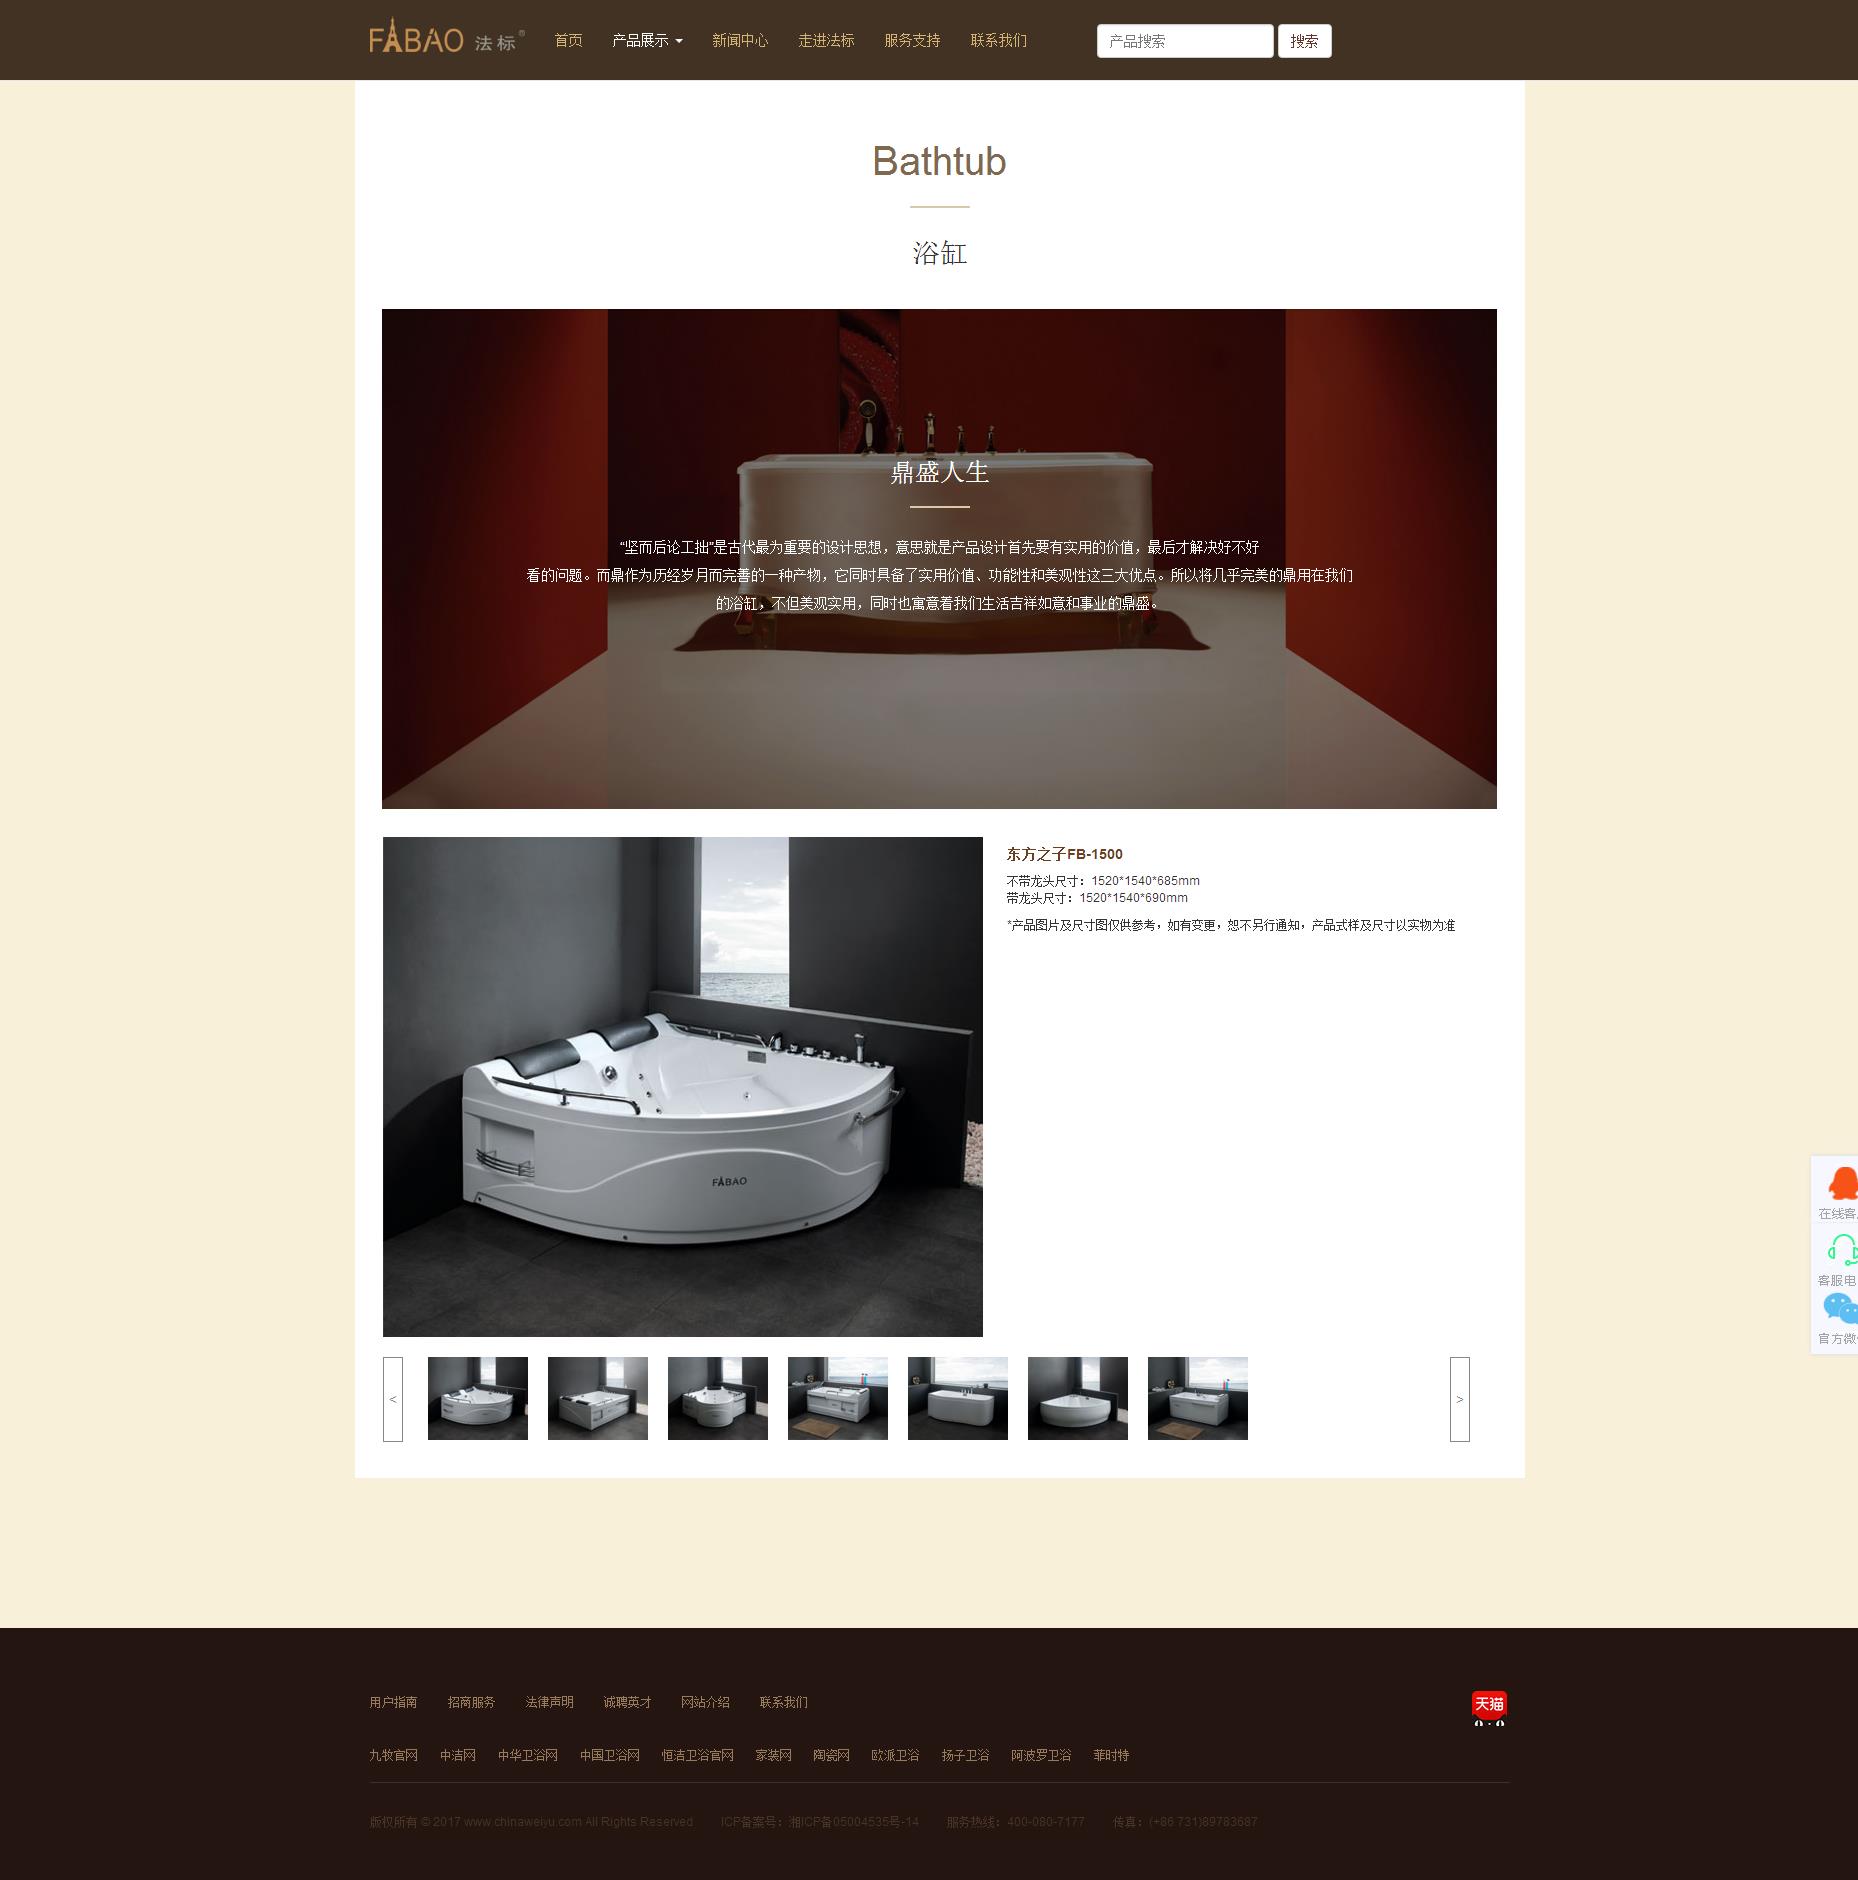 FABAO 法标®
首页 产品展示 新闻中心 走进法标 服务支持 联系我们 产品搜索 搜索
Bathtub
浴缸
鼎盛人生
“坚而后论工拙”是古代最为重要的设计思想，意思就是产品设计首先要有实用的价值，最后才解决好不好
看的问题。而鼎作为历经岁月而完善的一种产物，它同时具备了实用价值、功能性和美观性这三大优点。所以将几乎完美的鼎用在我们
的浴缸，不但美观实用，同时也寓意着我们生活吉祥如意和事业的鼎盛。
东方之子FB-1500
不带龙头尺寸：1520*1540*685mm
带龙头尺寸：1520*1540*690mm
*产品图片及尺寸图仅供参考，如有变更，恕不另行通知，产品式样及尺寸以实物为准
FABAO
在线客
客服电
官方微
< >
用户指南 招商服务 法律声明 诚聘英才 网站介绍 联系我们
天猫
九牧官网 中洁网 中华卫浴网 中国卫浴网 恒洁卫浴官网 家装网 陶瓷网 欧派卫浴 扬子卫浴 阿波罗卫浴 菲时特
版权所有 © 2017 www.chinaweiyu.com All Rights Reserved ICP备案号：湘ICP备05004535号-14 服务热线：400-080-7177 传真：(+86 731)89783687